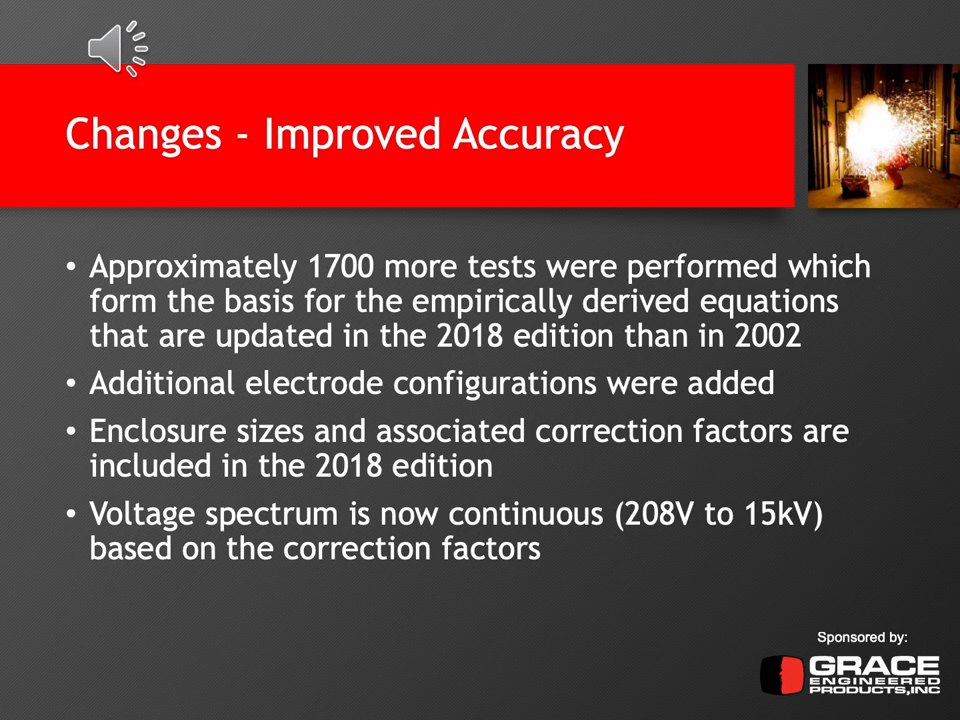 Changes - Improved Accuracy
• Approximately 1700 more tests were performed which
form the basis for the empirically derived equations
that are updated in the 2018 edition than in 2002
• Additional electrode configurations were added
• Enclosure sizes and associated correction factors are
included in the 2018 edition
• Voltage spectrum is now continuous (208V to 15kV)
based on the correction factors
Sponsored by:
GRACE
ENGINEERED
PRODUCTS,INC